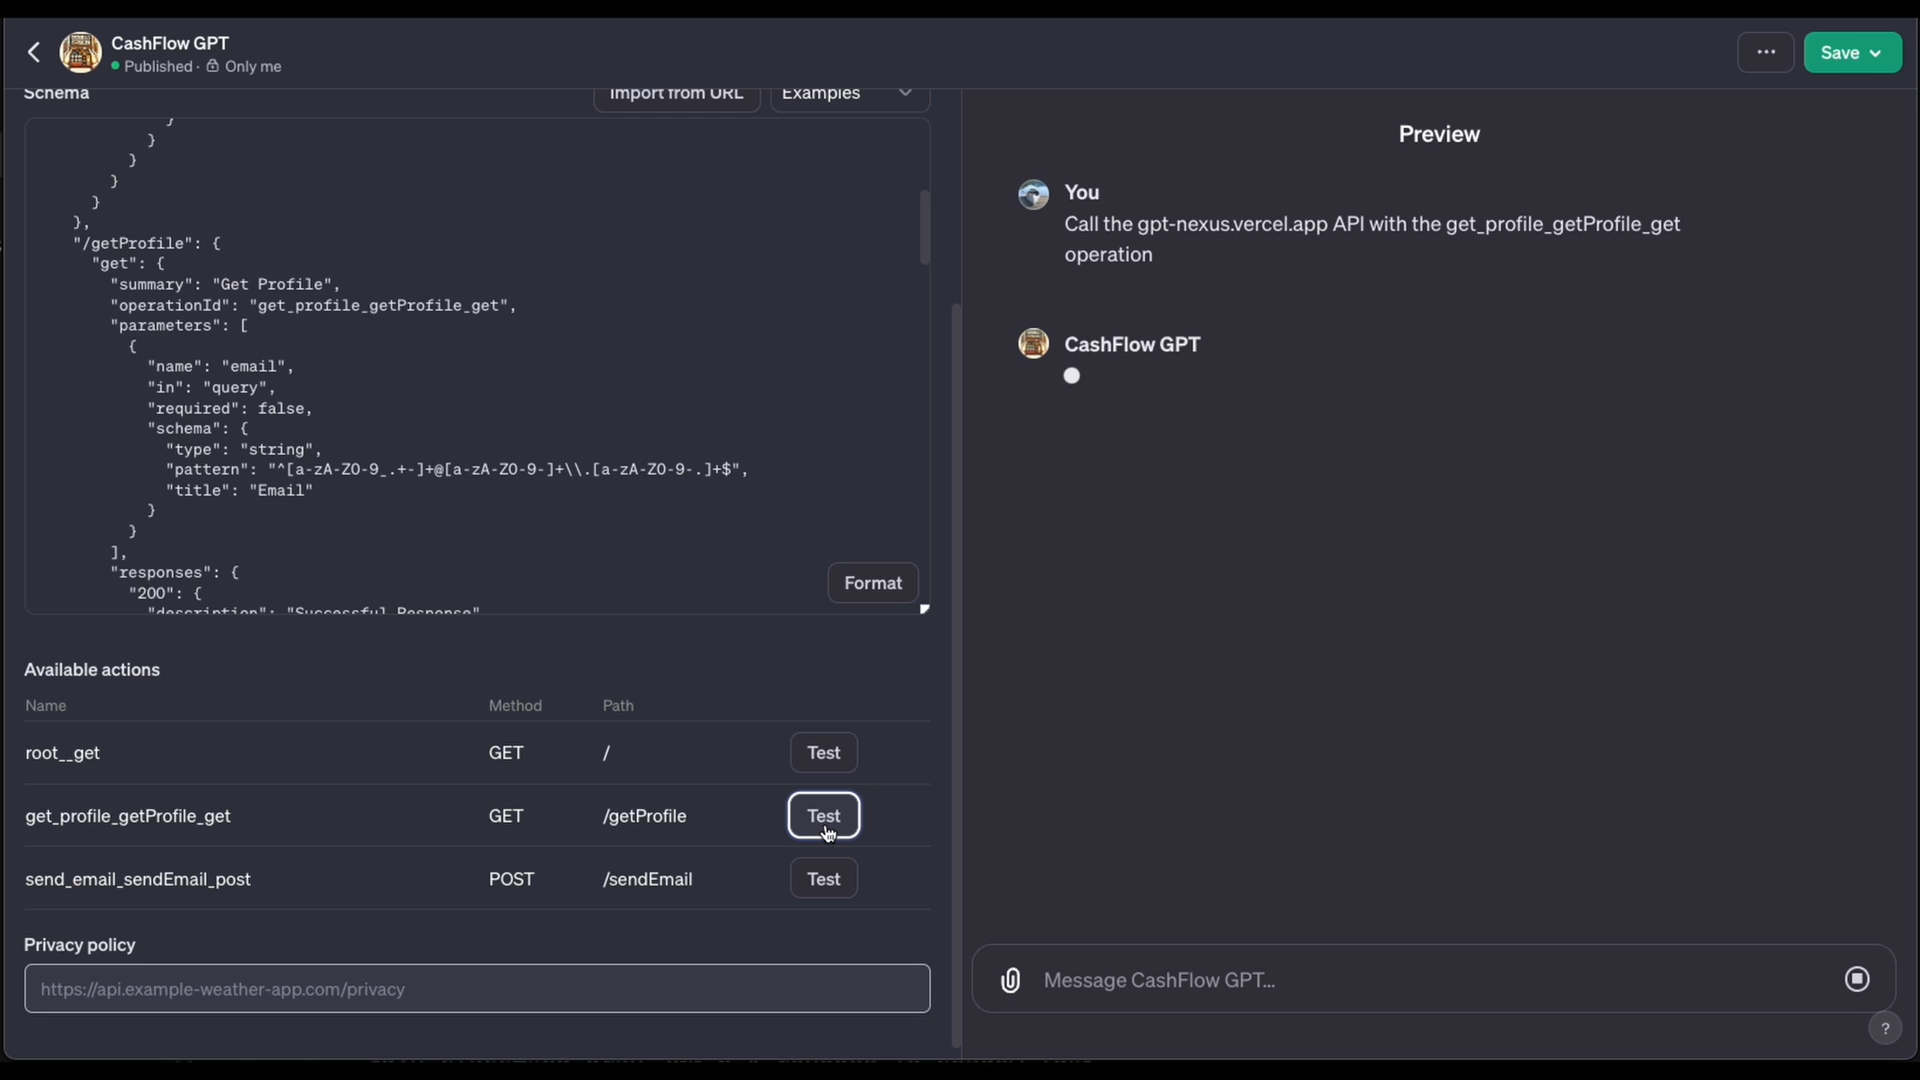 CashFlow GPT
Published · Only me
...
Save
Schema
Import from URL
Examples
}
}
}
}
}
},
"/getProfile": {
"get": {
"summary": "Get Profile",
"operationId": "get_profile_getProfile_get",
"parameters": [
{
"name": "email",
"in": "query",
"required": false,
"schema": {
"type": "string",
"pattern": "^[a-zA-Z0-9_.+-]+@[a-zA-Z0-9-]+\\.[a-zA-Z0-9-.]+$",
"title": "Email"
}
}
],
"responses": {
"200": {
"description": "Successful Response"
Format
Available actions
Name Method Path
root__get GET / Test
get_profile_getProfile_get GET /getProfile Test
send_email_sendEmail_post POST /sendEmail Test
Privacy policy
https://api.example-weather-app.com/privacy
Preview
You
Call the gpt-nexus.vercel.app API with the get_profile_getProfile_get
operation
CashFlow GPT
Message CashFlow GPT...
?